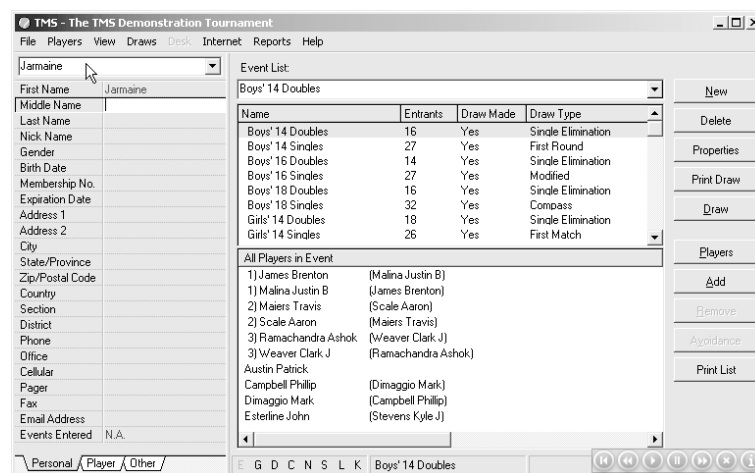 TMS - The TMS Demonstration Tournament
File Players View Draws Desk Internet Reports Help
Jarmaine
First Name Jarmaine
Middle Name
Last Name
Nick Name
Gender
Birth Date
Membership No.
Expiration Date
Address 1
Address 2
City
State/Province
Zip/Postal Code
Country
Section
District
Phone
Office
Cellular
Pager
Fax
Email Address
Events Entered N.A.
Personal Player Other
Event List:
Boys' 14 Doubles
Name Entrants Draw Made Draw Type
Boys' 14 Doubles 16 Yes Single Elimination
Boys' 14 Singles 27 Yes First Round
Boys' 16 Doubles 14 Yes Single Elimination
Boys' 16 Singles 27 Yes Modified
Boys' 18 Doubles 16 Yes Single Elimination
Boys' 18 Singles 32 Yes Compass
Girls' 14 Doubles 18 Yes Single Elimination
Girls' 14 Singles 26 Yes First Match
All Players in Event
1) James Brenton (Malina Justin B)
1) Malina Justin B (James Brenton)
2) Maiers Travis (Scale Aaron)
2) Scale Aaron (Maiers Travis)
3) Ramachandra Ashok (Weaver Clark J)
3) Weaver Clark J (Ramachandra Ashok)
Austin Patrick
Campbell Phillip (Dimaggio Mark)
Dimaggio Mark (Campbell Phillip)
Esterline John (Stevens Kyle J)
E G D C N S L K Boys' 14 Doubles
New
Delete
Properties
Print Draw
Draw
Players
Add
Remove
Avoidance
Print List